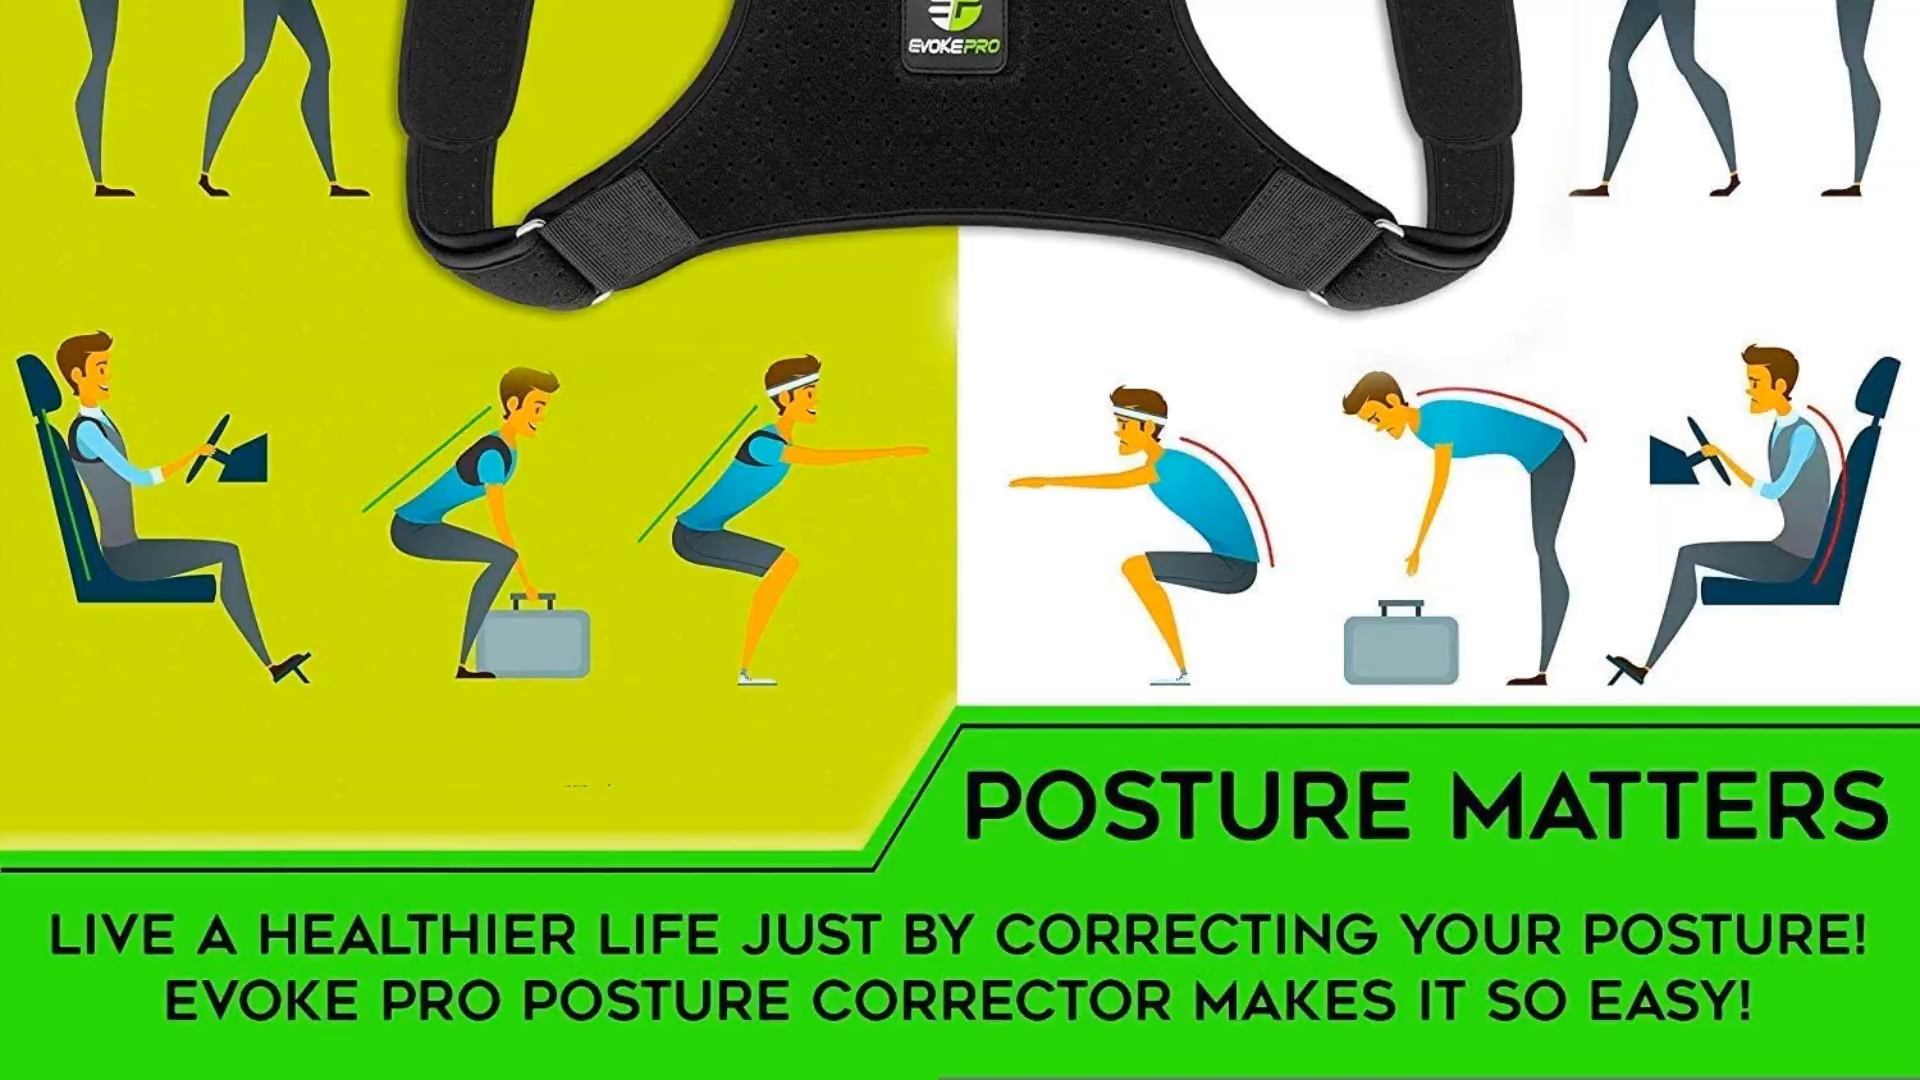 EVOKEPRO
POSTURE MATTERS
LIVE A HEALTHIER LIFE JUST BY CORRECTING YOUR POSTURE!
EVOKE PRO POSTURE CORRECTOR MAKES IT SO EASY!